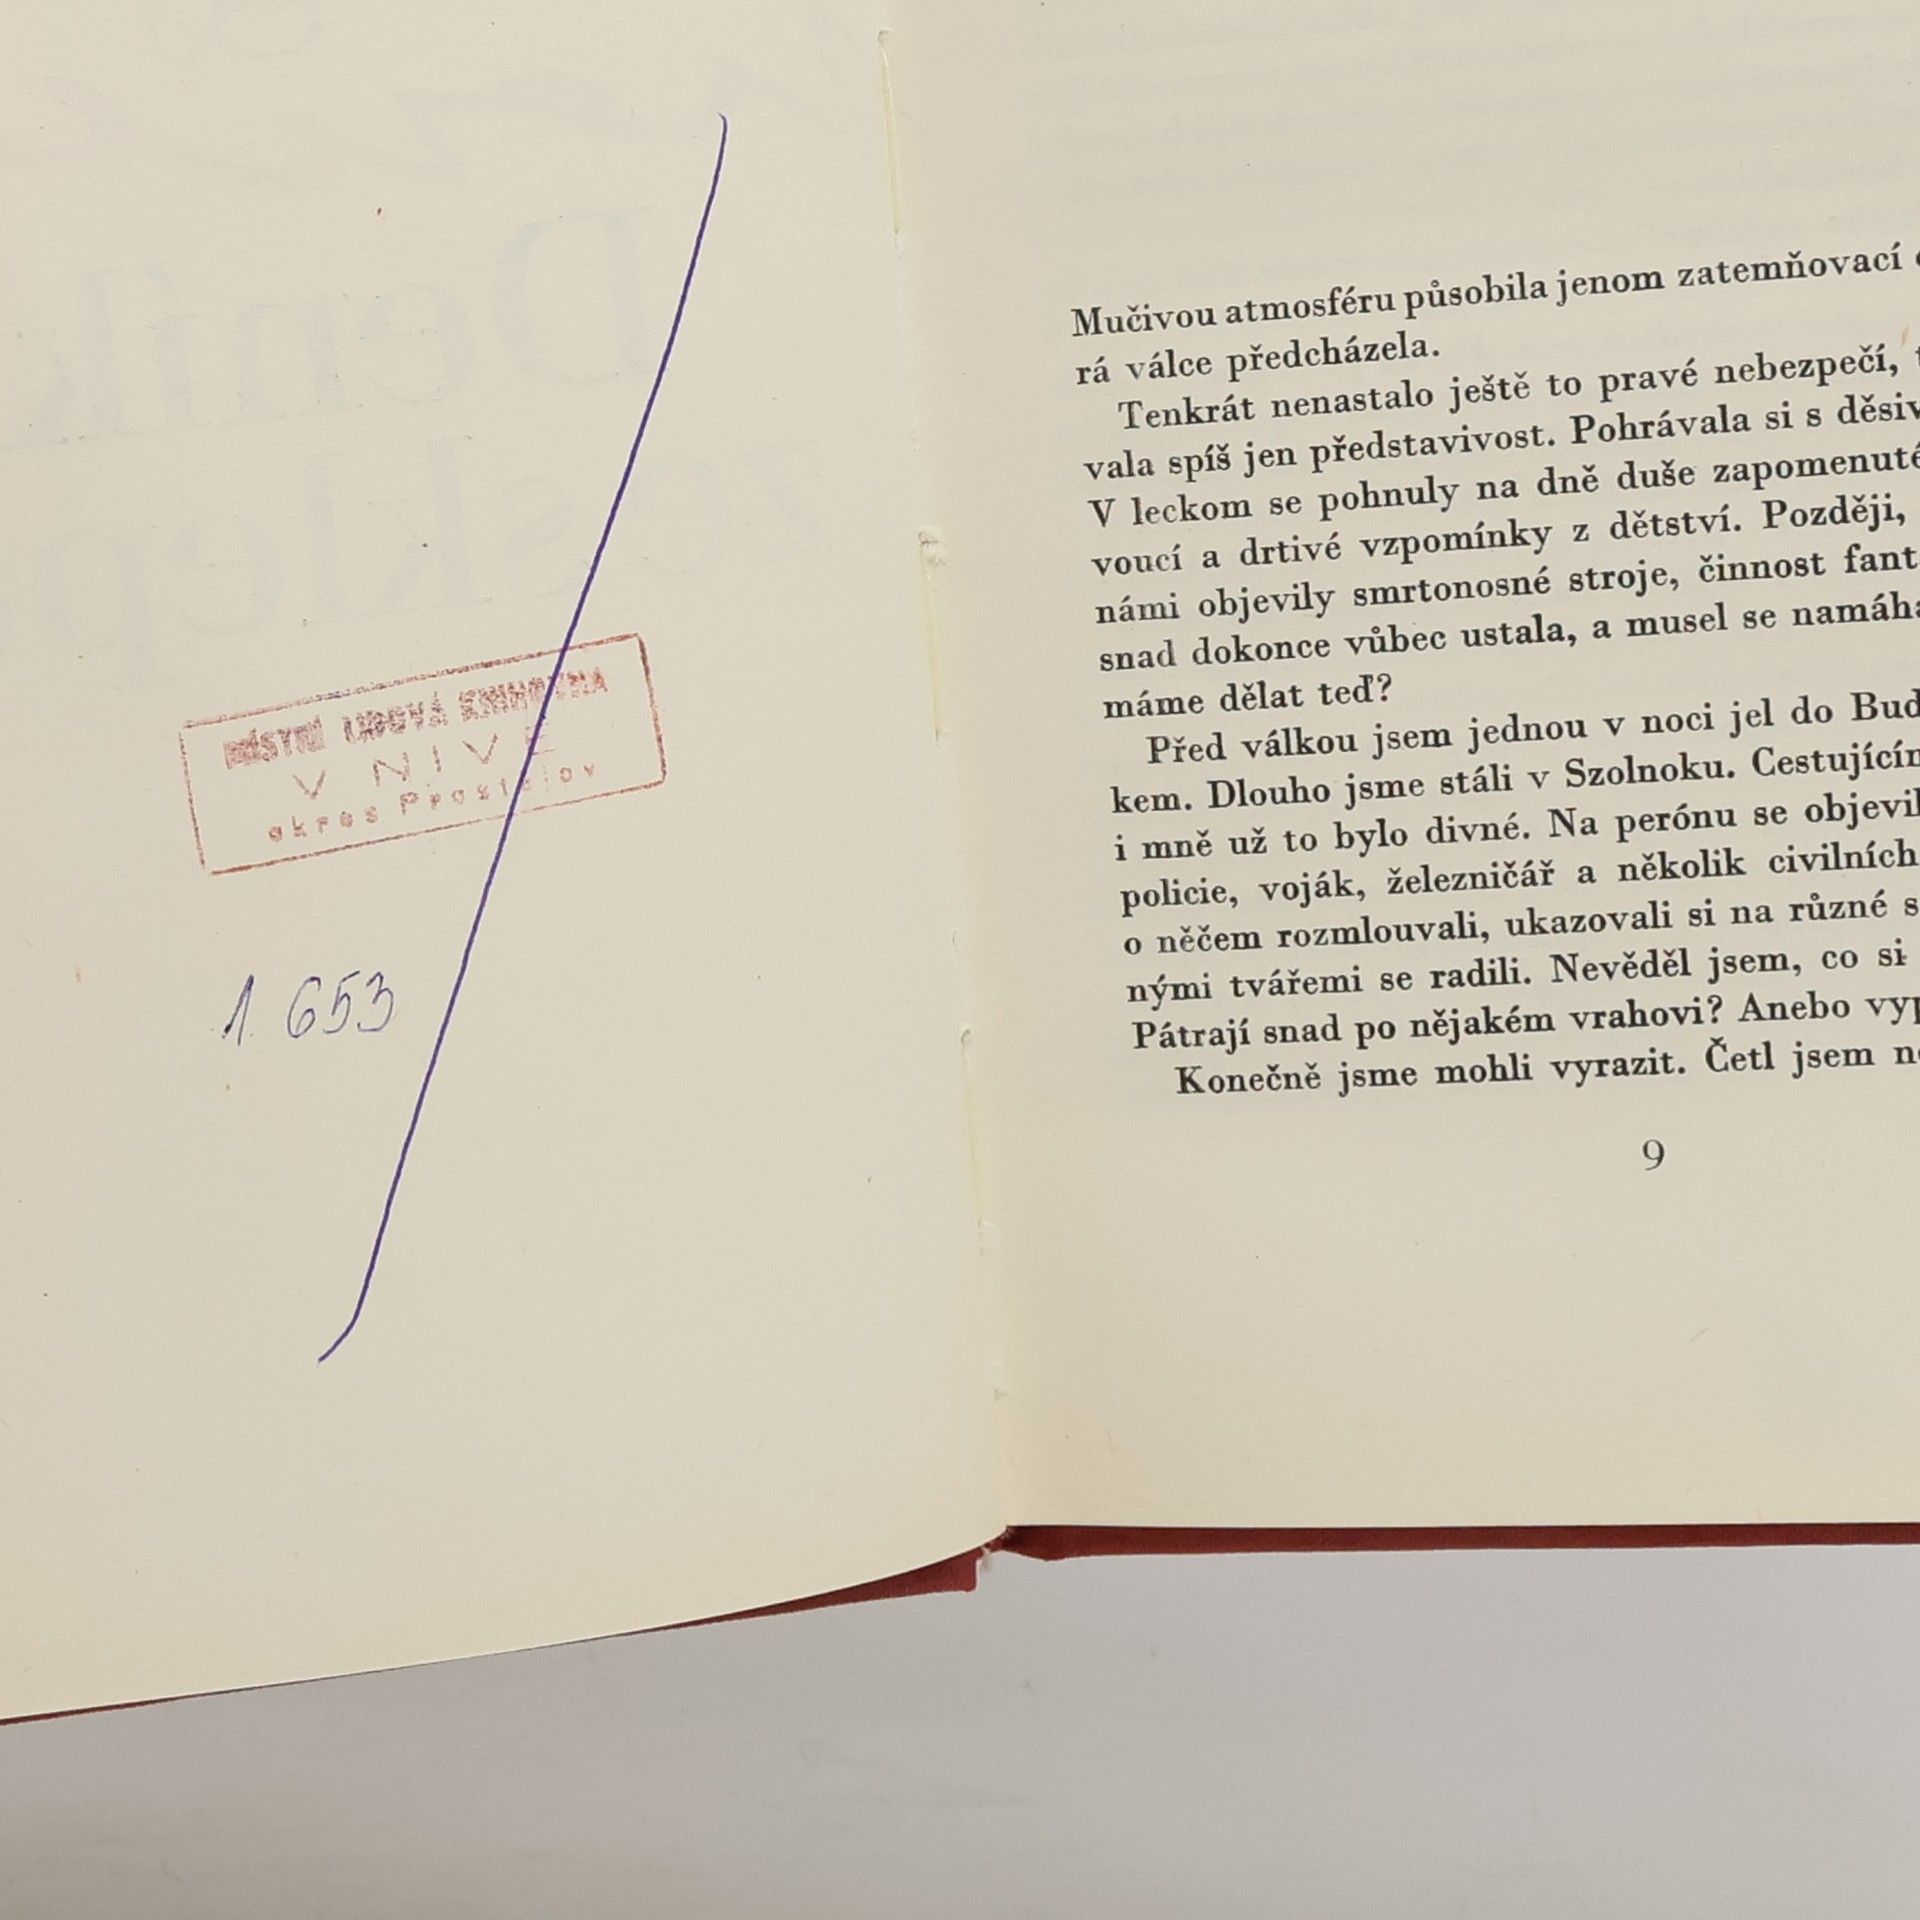 MÍSTNÍ LIDOVÁ KNIHOVNA
V NIVĚ
okres Prostějov
1 653
Mučivou atmosféru působila jenom zatemňovací
rá válce předcházela.
Tenkrát nenastalo ještě to pravé nebezpečí,
vala spíš jen představivost. Pohrávala si s děsiv
V leckom se pohnuly na dně duše zapomenuté
voucí a drtivé vzpomínky z dětství. Později,
námi objevily smrtonosné stroje, činnost fant
snad dokonce vůbec ustala, a musel se namáha
máme dělat teď?
Před válkou jsem jednou v noci jel do Bud
kem. Dlouho jsme stáli v Szolnoku. Cestujícím
i mně už to bylo divné. Na perónu se objevil
policie, voják, železničář a několik civilních
o něčem rozmlouvali, ukazovali si na různé s
nými tvářemi se radili. Nevěděl jsem, co si
Pátrají snad po nějakém vrahovi? Anebo vyp
Konečně jsme mohli vyrazit. Četl jsem ne
9